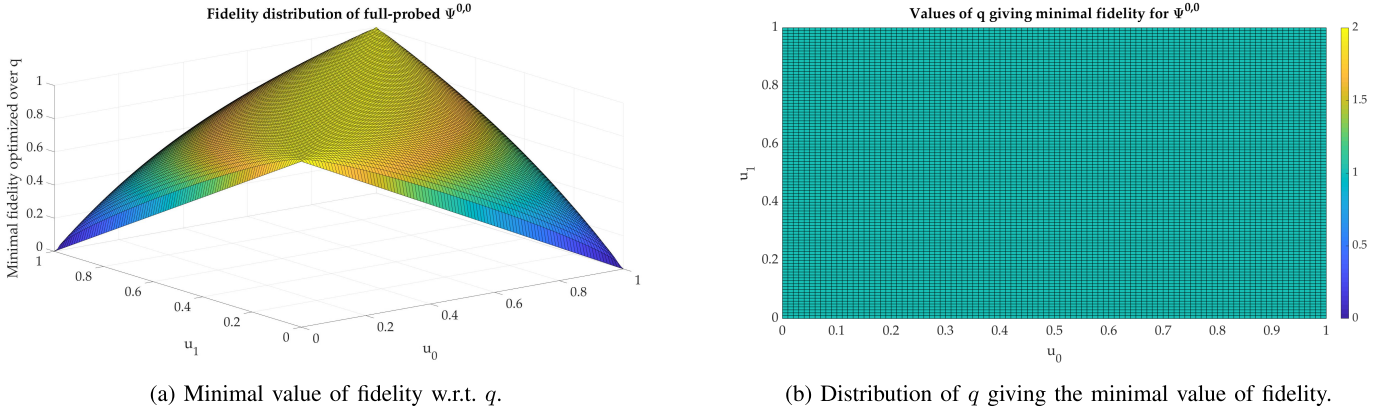 Fidelity distribution of full-probed Ψ^{0,0}
Minimal fidelity optimized over q
1
0.8
0.6
0.4
0.2
0
1
0.8
0.6
0.4
0.2
0
u_1
0
0.2
0.4
0.6
0.8
1
u_0
(a) Minimal value of fidelity w.r.t. q.
Values of q giving minimal fidelity for Ψ^{0,0}
1
0.8
0.6
0.4
0.2
0
u_1
0 0.1 0.2 0.3 0.4 0.5 0.6 0.7 0.8 0.9 1
u_0
2
1.5
1
0.5
0
(b) Distribution of q giving the minimal value of fidelity.